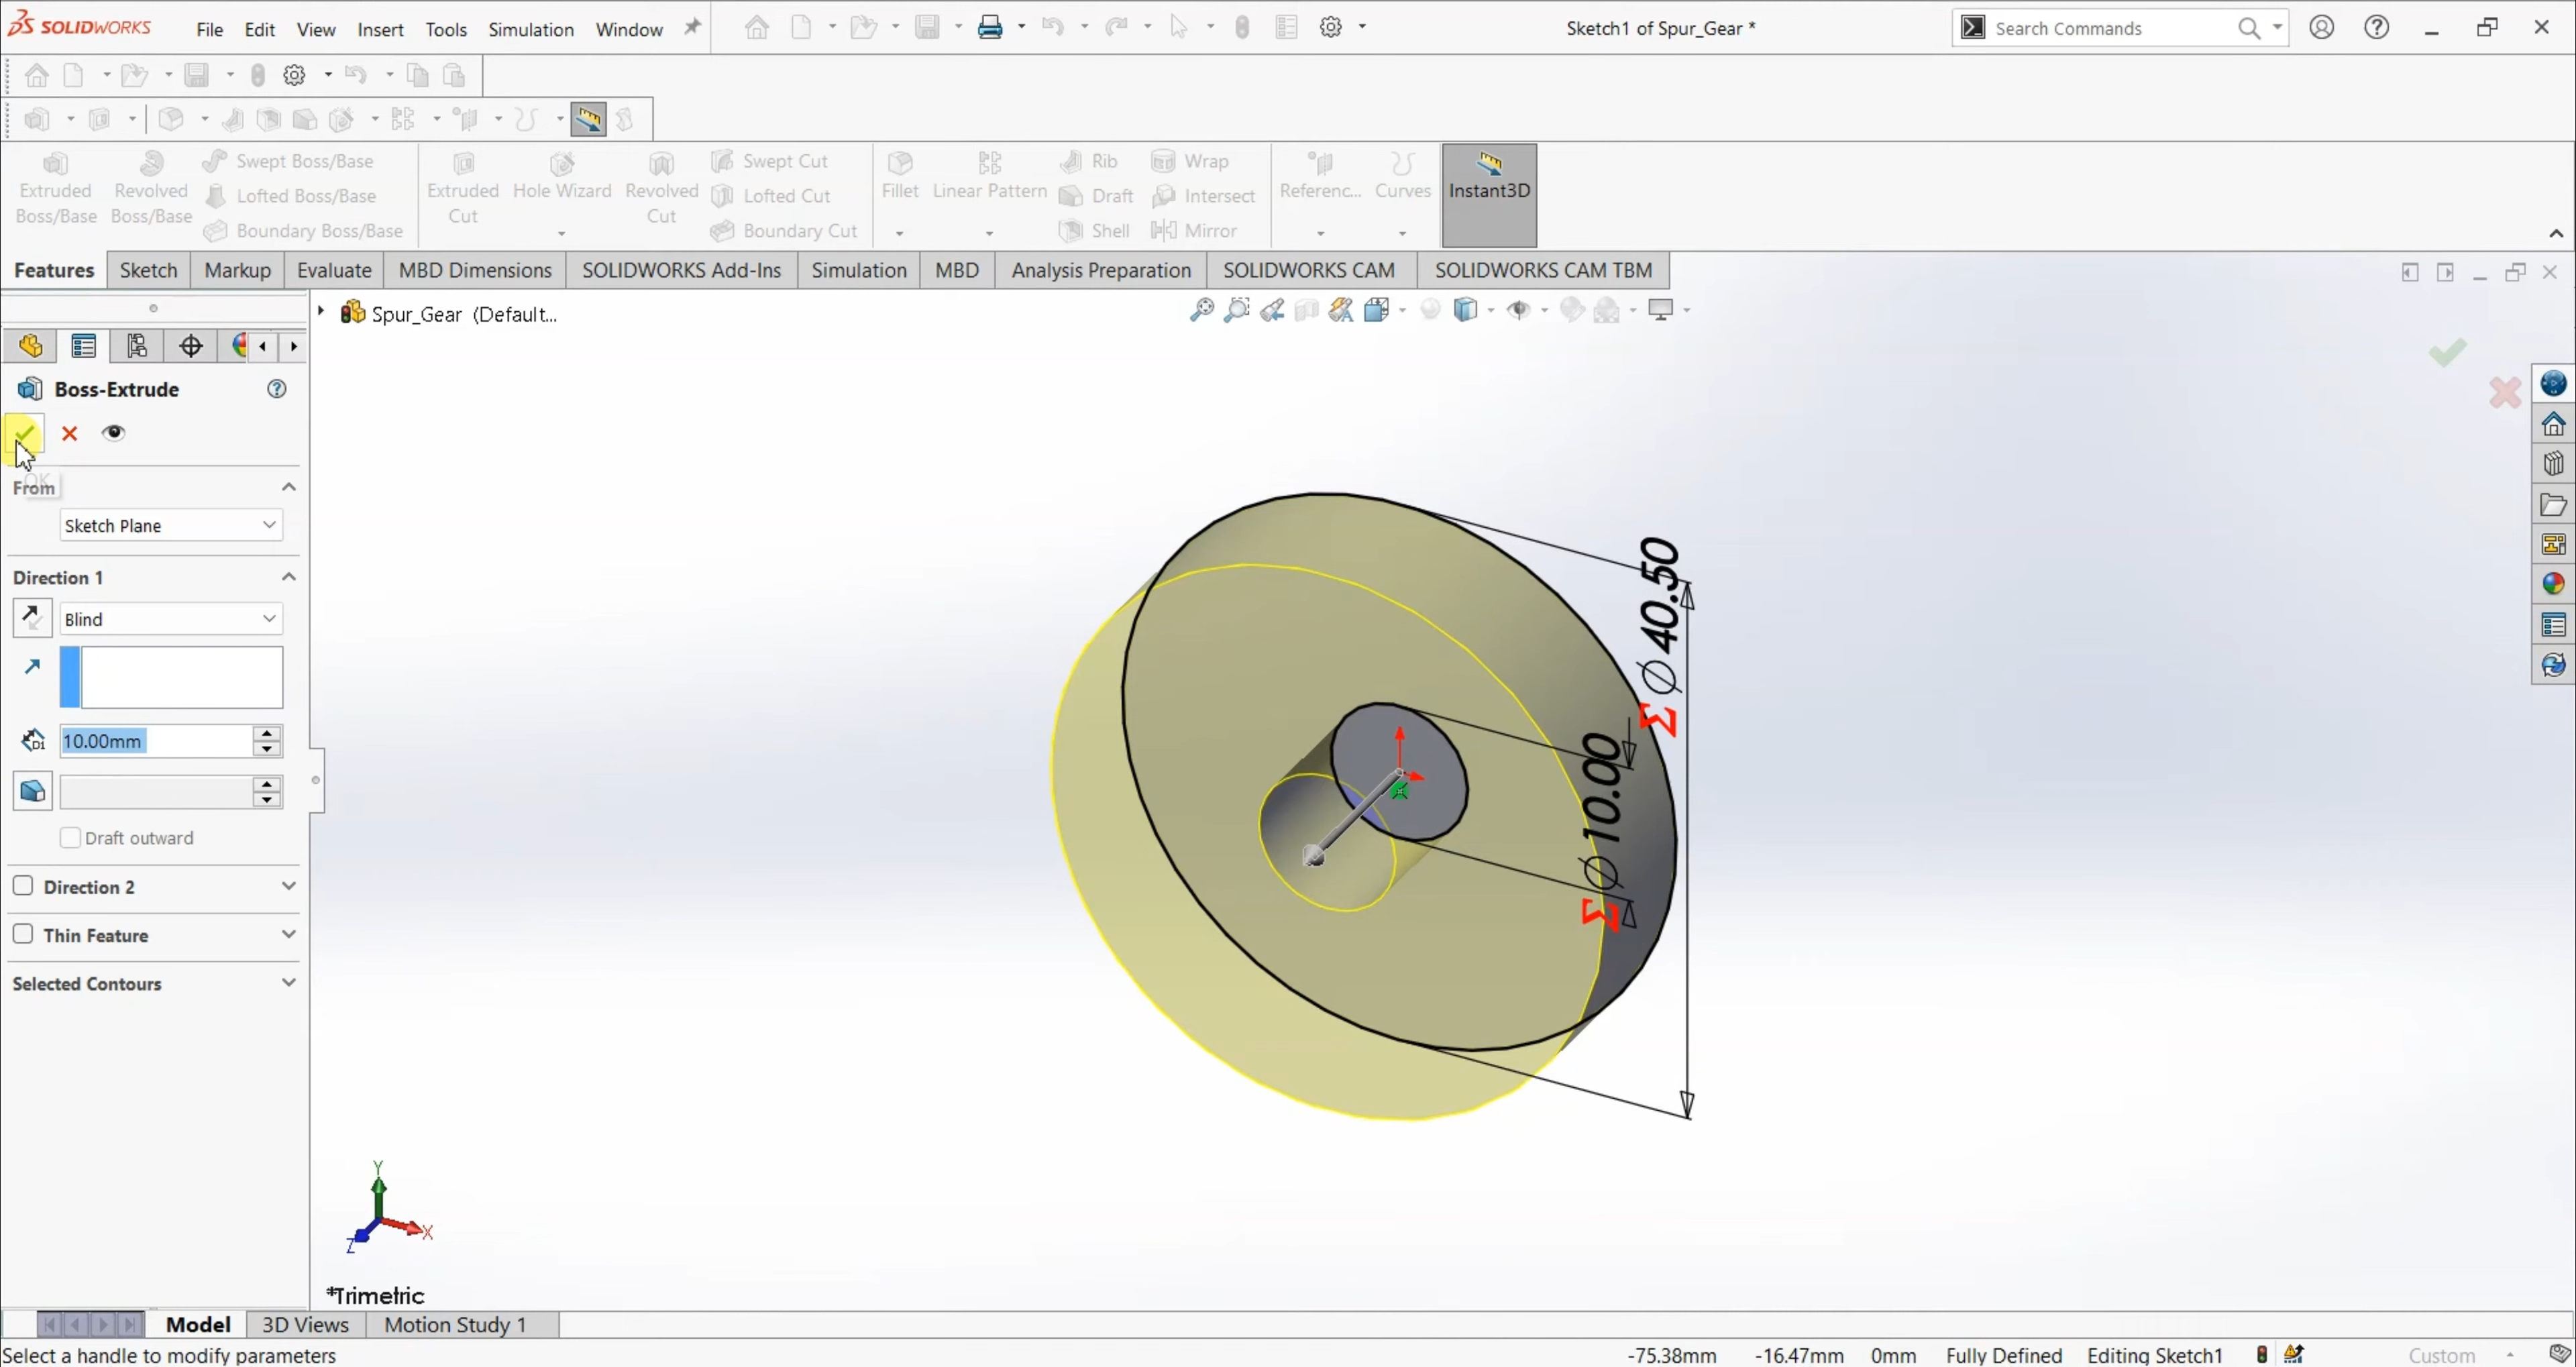 SOLIDWORKS File Edit View Insert Tools Simulation Window Sketch1 of Spur_Gear * Search Commands
Extruded Boss/Base
Revolved Boss/Base
Swept Boss/Base
Lofted Boss/Base
Boundary Boss/Base
Extruded Cut
Hole Wizard
Revolved Cut
Swept Cut
Lofted Cut
Boundary Cut
Fillet
Linear Pattern
Rib
Draft
Shell
Wrap
Intersect
Mirror
Referenc...
Curves
Instant3D
Features Sketch Markup Evaluate MBD Dimensions SOLIDWORKS Add-Ins Simulation MBD Analysis Preparation SOLIDWORKS CAM SOLIDWORKS CAM TBM
Spur_Gear (Default...
Boss-Extrude
OK
From
Sketch Plane
Direction 1
Blind
D1
10.00mm
Draft outward
Direction 2
Thin Feature
Selected Contours
Σ ∅ 40.50
Σ ∅ 10.00
Y
X
Z
*Trimetric
Model 3D Views Motion Study 1
Select a handle to modify parameters -75.38mm -16.47mm 0mm Fully Defined Editing Sketch1 Custom